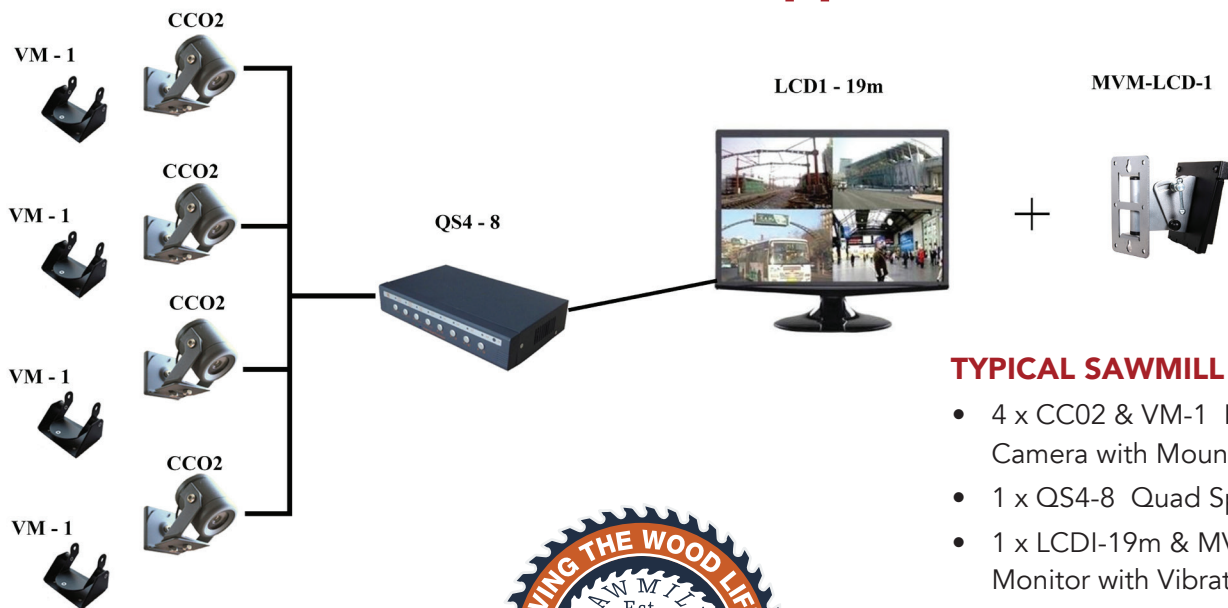 CCO2
VM - 1
CCO2
VM - 1
CCO2
VM - 1
CCO2
VM - 1
QS4 - 8
LCD1 - 19m
MVM-LCD-1
TYPICAL SAWMILL
• 4 x CC02 & VM-1
Camera with Moun
• 1 x QS4-8 Quad Sp
• 1 x LCDI-19m & MV
Monitor with Vibrat
THE WOOD
Est